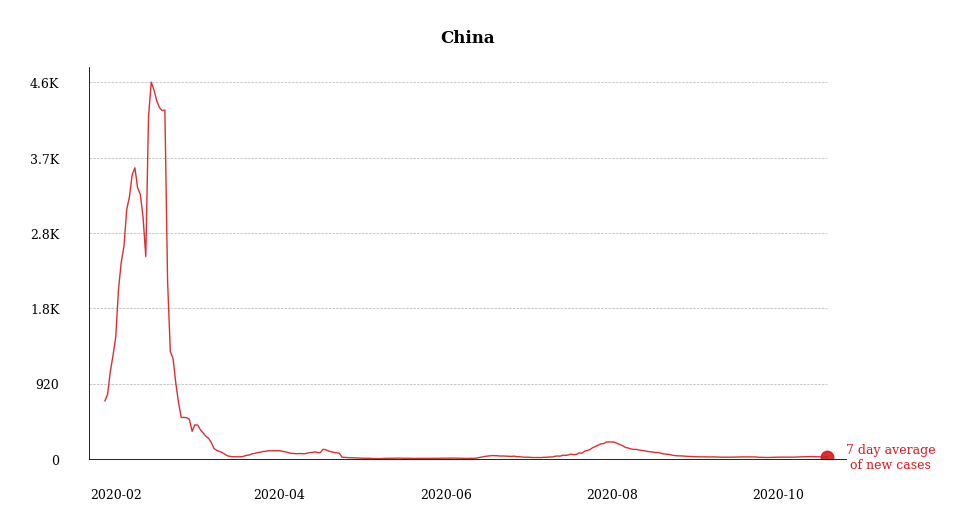 China
4.6K
3.7K
2.8K
1.8K
920
0
7 day average
of new cases
2020-02
2020-04
2020-06
2020-08
2020-10